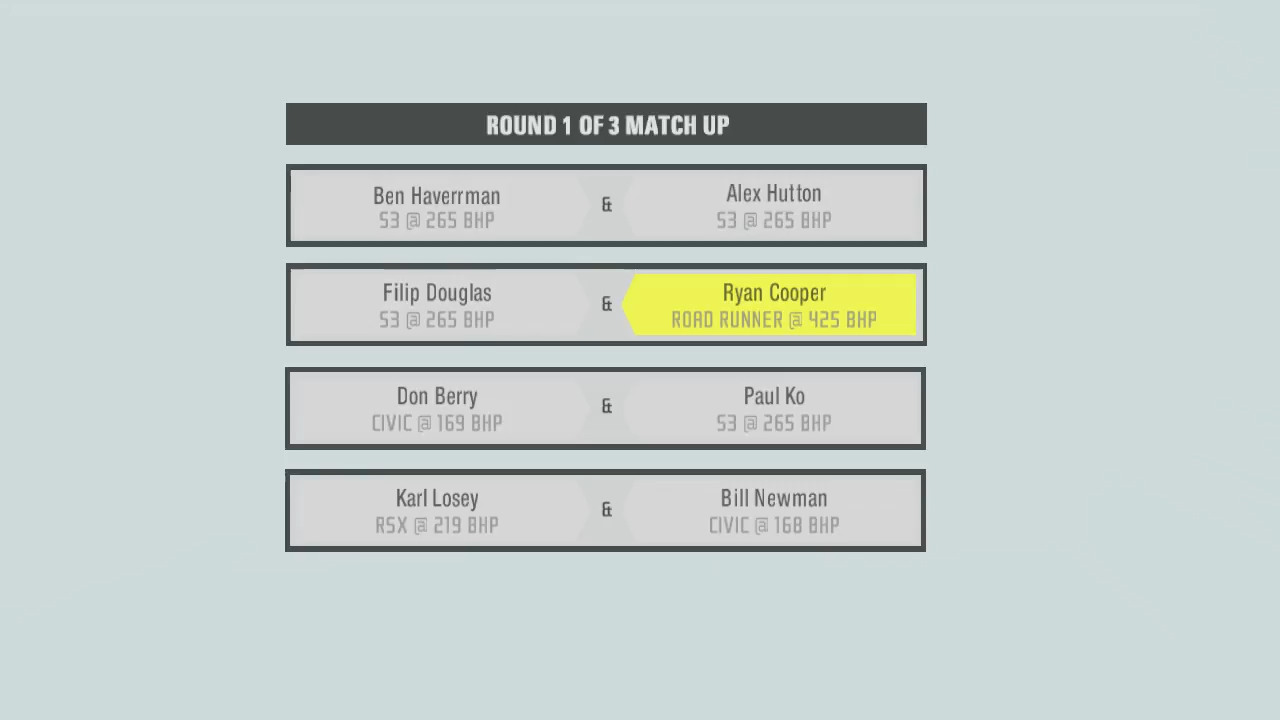 ROUND 1 OF 3 MATCH UP
Ben Haverrman & Alex Hutton
S3 @ 265 BHP S3 @ 265 BHP
Filip Douglas & Ryan Cooper
S3 @ 265 BHP ROAD RUNNER @ 425 BHP
Don Berry & Paul Ko
CIVIC @ 169 BHP S3 @ 265 BHP
Karl Losey & Bill Newman
RSX @ 219 BHP CIVIC @ 168 BHP